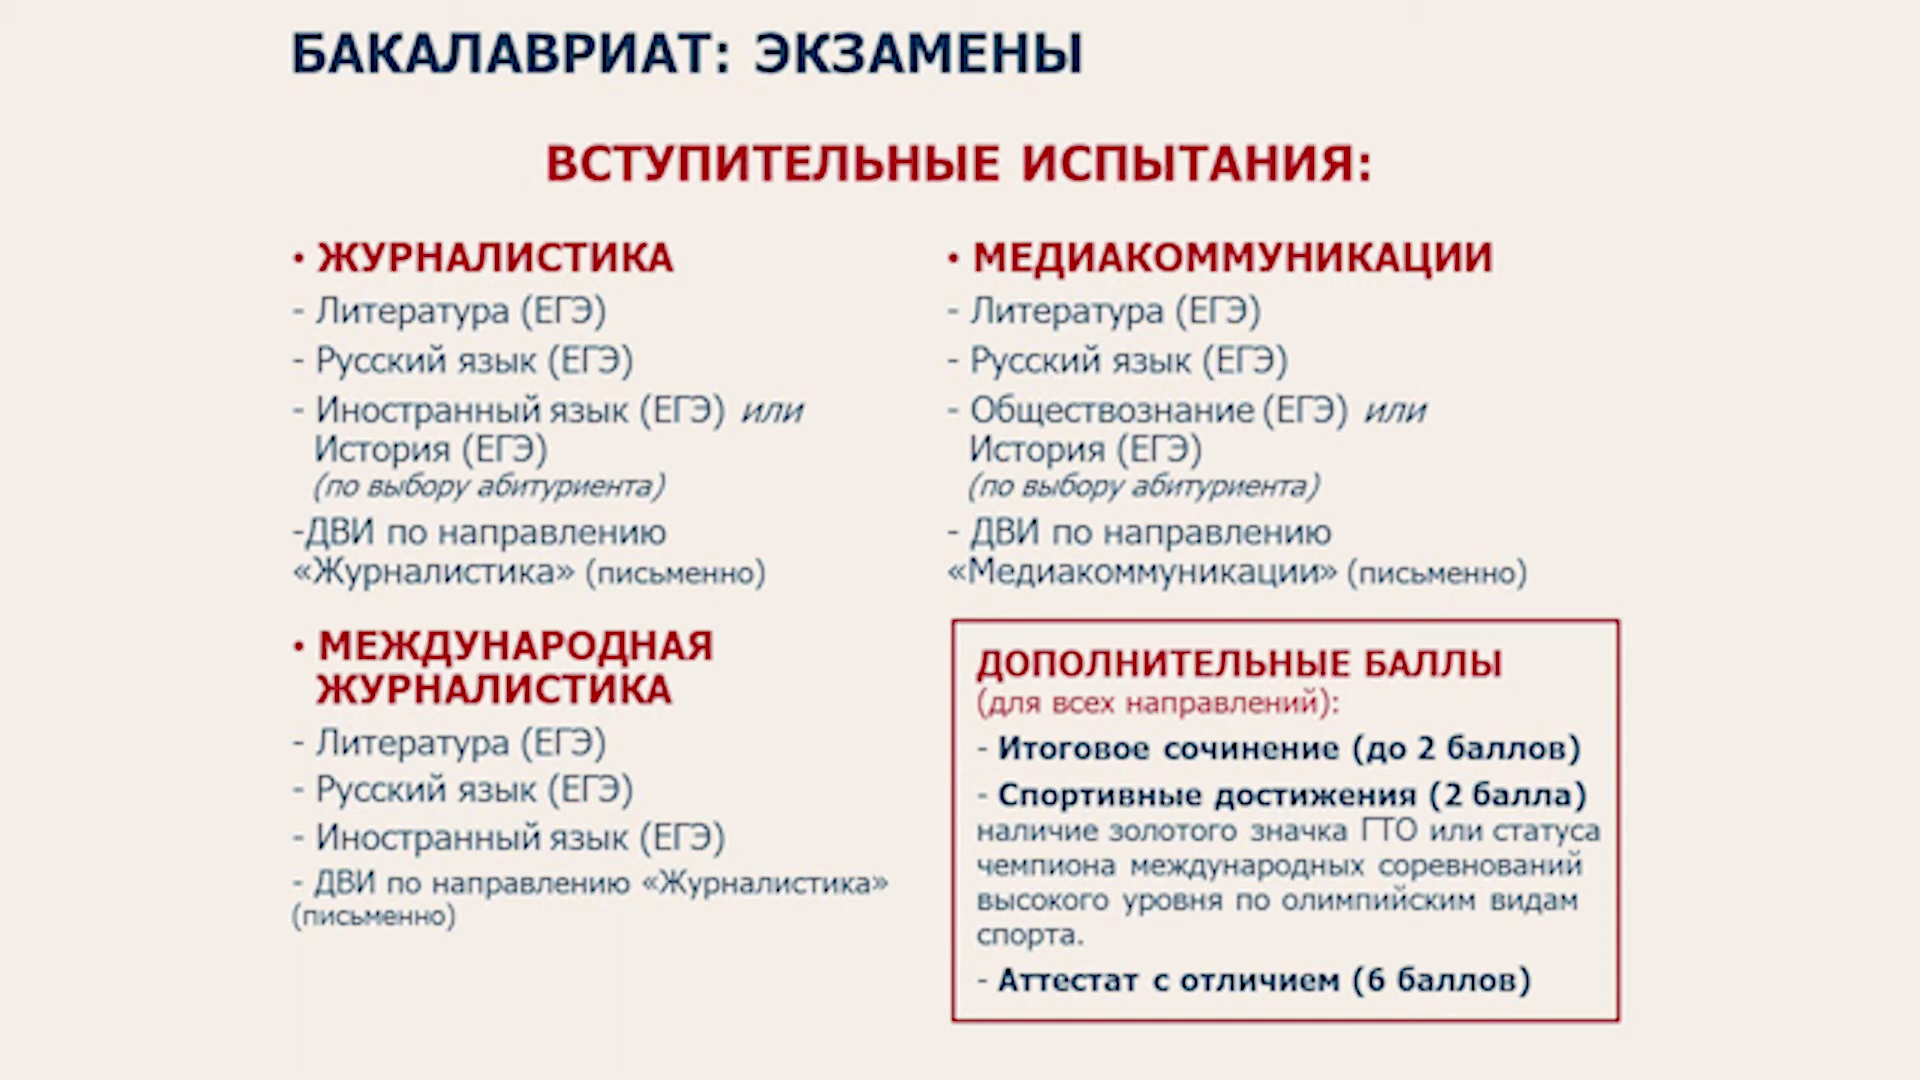 БАКАЛАВРИАТ: ЭКЗАМЕНЫ
ВСТУПИТЕЛЬНЫЕ ИСПЫТАНИЯ:
• ЖУРНАЛИСТИКА
- Литература (ЕГЭ)
- Русский язык (ЕГЭ)
- Иностранный язык (ЕГЭ) или
История (ЕГЭ)
(по выбору абитуриента)
-ДВИ по направлению
«Журналистика» (письменно)
• МЕЖДУНАРОДНАЯ
ЖУРНАЛИСТИКА
- Литература (ЕГЭ)
- Русский язык (ЕГЭ)
- Иностранный язык (ЕГЭ)
- ДВИ по направлению «Журналистика»
(письменно)
• МЕДИАКОММУНИКАЦИИ
- Литература (ЕГЭ)
- Русский язык (ЕГЭ)
- Обществознание (ЕГЭ) или
История (ЕГЭ)
(по выбору абитуриента)
- ДВИ по направлению
«Медиакоммуникации» (письменно)
ДОПОЛНИТЕЛЬНЫЕ БАЛЛЫ
(для всех направлений):
- Итоговое сочинение (до 2 баллов)
- Спортивные достижения (2 балла)
наличие золотого значка ГТО или статуса
чемпиона международных соревнований
высокого уровня по олимпийским видам
спорта.
- Аттестат с отличием (6 баллов)